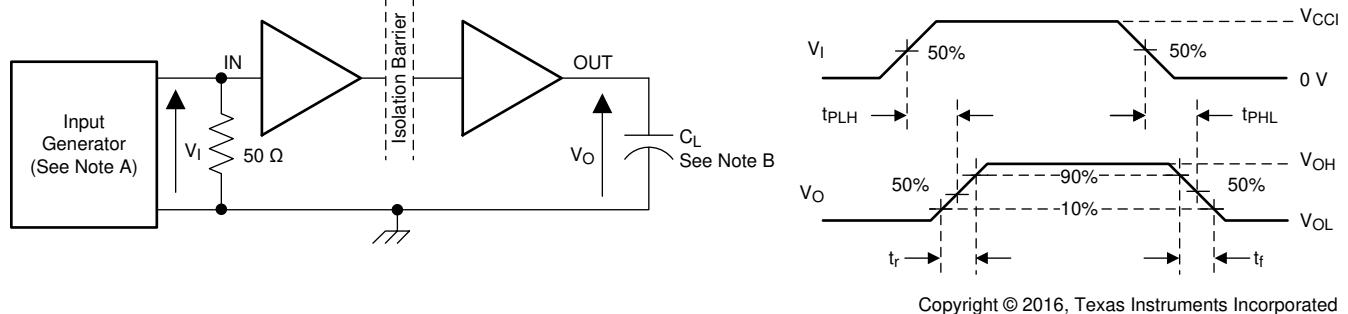 Input
Generator
(See Note A)
V_I
50 Ω
IN
Isolation Barrier
OUT
V_O
C_L
See Note B
V_I
50%
50%
V_CCI
0 V
t_PLH
t_PHL
V_O
50%
90%
10%
50%
V_OH
V_OL
t_r
t_f
Copyright © 2016, Texas Instruments Incorporated